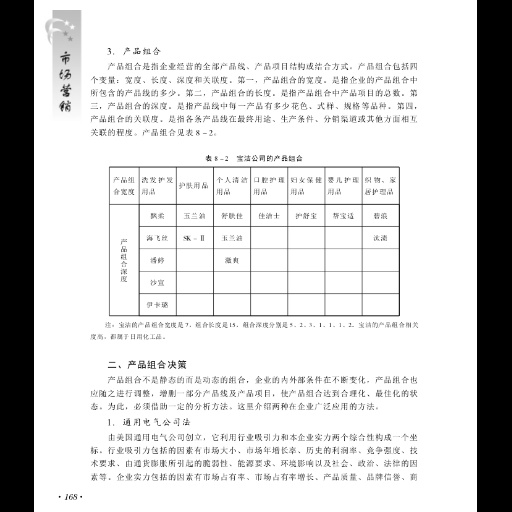 市场营销
3. 产品组合
产品组合是指企业经营的全部产品线、产品项目结构或结合方式。产品组合包括四
个变量：宽度、长度、深度和关联度。第一，产品组合的宽度。是指企业的产品组合中
所包含的产品线的多少。第二，产品组合的长度。是指产品组合中产品项目的总数。第
三，产品组合的深度。是指产品线中每一产品有多少花色、式样、规格等品种。第四，
产品组合的关联度。是指各条产品线在最终用途、生产条件、分销渠道或其他方面相互
关联的程度。产品组合见表 8－2。
表 8－2 宝洁公司的产品组合
产品组 洗发护发 护肤用品 个人清洁 口腔护理 妇女保健 婴儿护理 织物、家
合宽度 用品 用品 用品 用品 用品 居护理品
飘柔 玉兰油 舒肤佳 佳洁士 护舒宝 帮宝适 碧浪
海飞丝 SK－Ⅱ 玉兰油 汰渍
潘婷 激爽
沙宣
伊卡璐
产品组合深度
注：宝洁的产品组合宽度是 7。组合长度是 15。组合深度分别是 5、2、3、1、1、1、2。宝洁的产品组合相关
度高，都属于日用化工品。
二、产品组合决策
产品组合不是静态的而是动态的组合，企业的内外部条件在不断变化，产品组合也
应随之进行调整，增删一部分产品线及产品项目，使产品组合达到合理化、最佳化的状
态。为此，必须借助一定的分析方法。这里介绍两种在企业广泛应用的方法。
1. 通用电气公司法
由美国通用电气公司创立，它利用行业吸引力和本企业实力两个综合性构成一个坐
标。行业吸引力包括的因素有市场大小、市场年增长率、历史的利润率、竞争强度、技
术要求、由通货膨胀所引起的脆弱性、能源要求、环境影响以及社会、政治、法律的因
素等。企业实力包括的因素有市场占有率、市场占有率增长、产品质量、品牌信誉、商
·168·